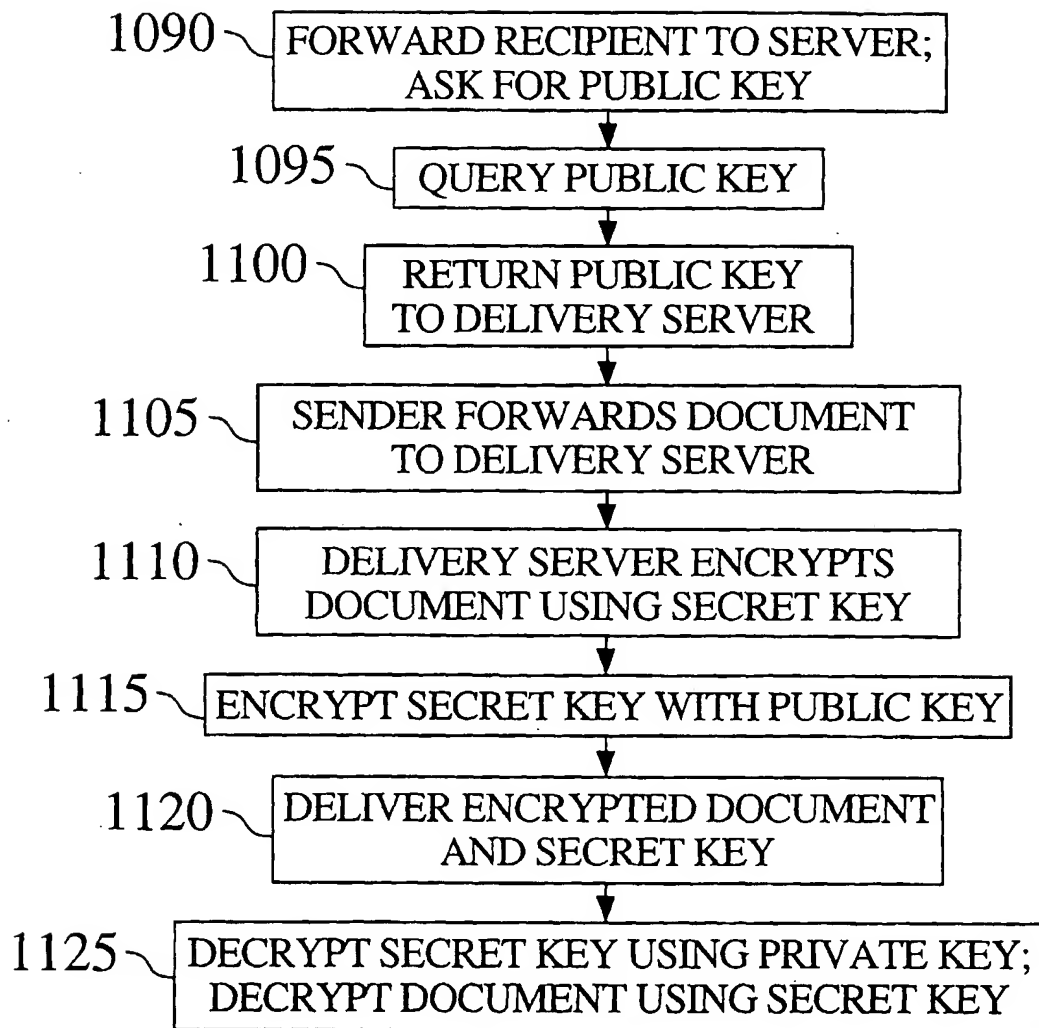 1090
FORWARD RECIPIENT TO SERVER;
ASK FOR PUBLIC KEY
1095
QUERY PUBLIC KEY
1100
RETURN PUBLIC KEY
TO DELIVERY SERVER
1105
SENDER FORWARDS DOCUMENT
TO DELIVERY SERVER
1110
DELIVERY SERVER ENCRYPTS
DOCUMENT USING SECRET KEY
1115
ENCRYPT SECRET KEY WITH PUBLIC KEY
1120
DELIVER ENCRYPTED DOCUMENT
AND SECRET KEY
1125
DECRYPT SECRET KEY USING PRIVATE KEY;
DECRYPT DOCUMENT USING SECRET KEY